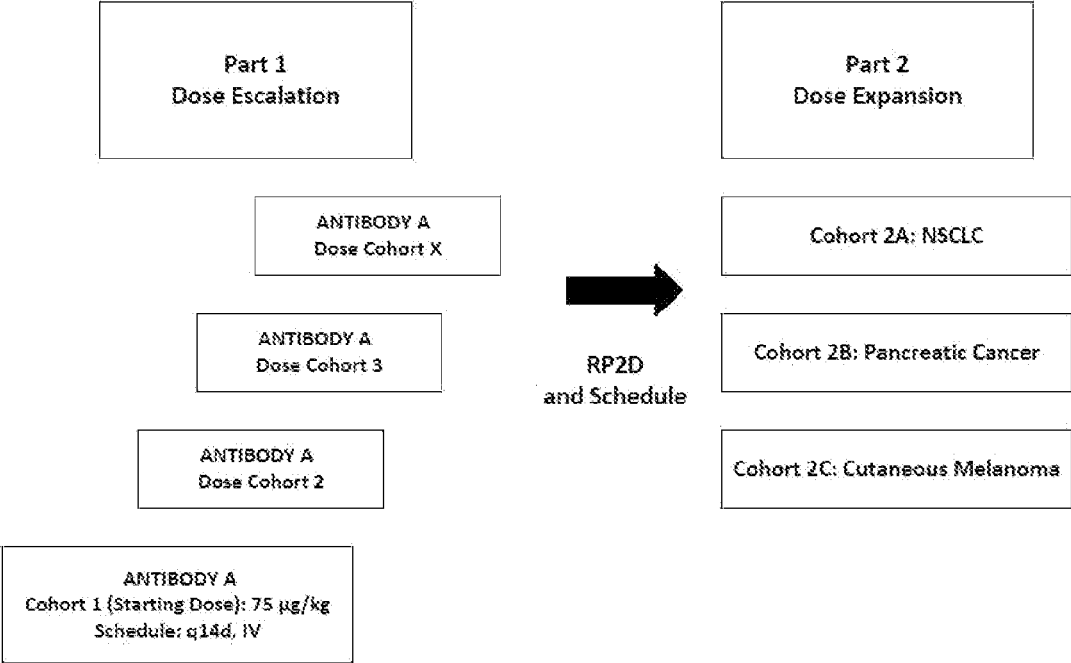 Part 1
Dose Escalation
Part 2
Dose Expansion
ANTIBODY A
Dose Cohort X
Cohort 2A: NSCLC
ANTIBODY A
Dose Cohort 3
RP2D
and Schedule
Cohort 2B: Pancreatic Cancer
ANTIBODY A
Dose Cohort 2
Cohort 2C: Cutaneous Melanoma
ANTIBODY A
Cohort 1 (Starting Dose): 75 µg/kg
Schedule: q14d, IV